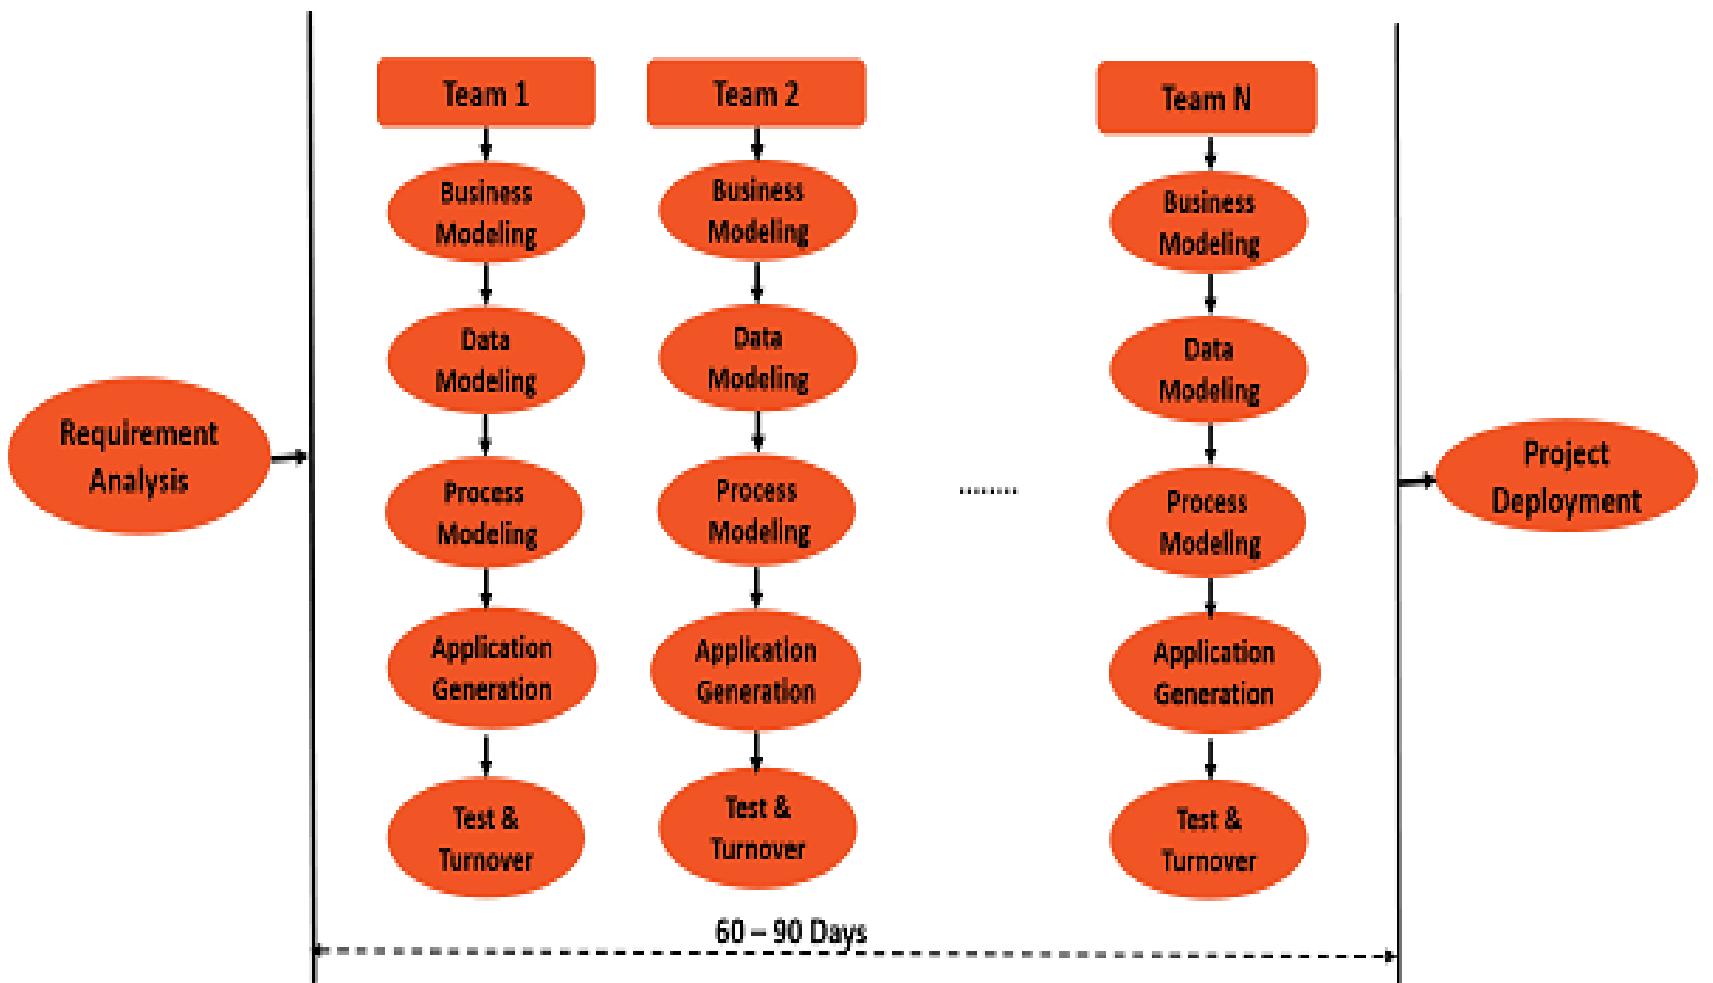 Requirement
Analysis
Team 1
Business
Modeling
Data
Modeling
Process
Modeling
Application
Generation
Test &
Turnover
Team 2
Business
Modeling
Data
Modeling
Process
Modeling
Application
Generation
Test &
Turnover
........
Team N
Business
Modeling
Data
Modeling
Process
Modeling
Application
Generation
Test &
Turnover
60 – 90 Days
Project
Deployment